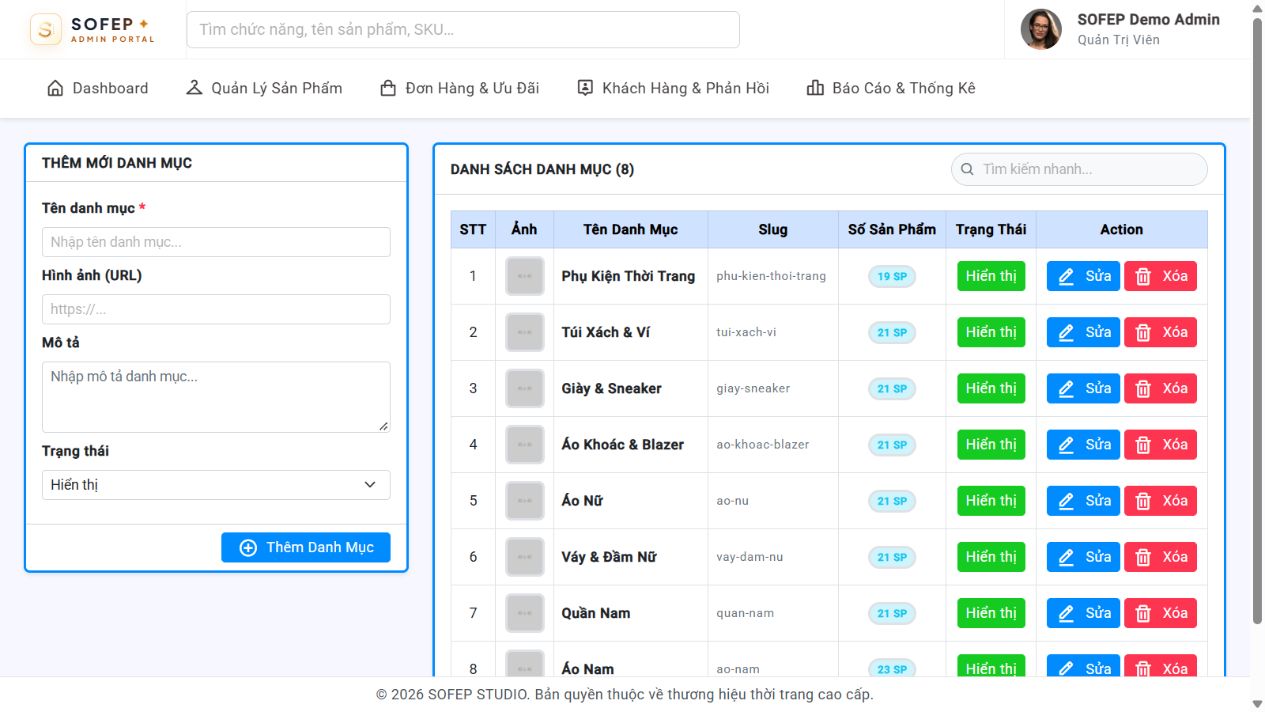 SOFEP
ADMIN PORTAL
Tìm chức năng, tên sản phẩm, SKU...
SOFEP Demo Admin
Quản Trị Viên
Dashboard
Quản Lý Sản Phẩm
Đơn Hàng & Ưu Đãi
Khách Hàng & Phản Hồi
Báo Cáo & Thống Kê
THÊM MỚI DANH MỤC
Tên danh mục *
Nhập tên danh mục...
Hình ảnh (URL)
https://...
Mô tả
Nhập mô tả danh mục...
Trạng thái
Hiển thị
Thêm Danh Mục
DANH SÁCH DANH MỤC (8)
Tìm kiếm nhanh...
STT Ảnh Tên Danh Mục Slug Số Sản Phẩm Trạng Thái Action
1 Phụ Kiện Thời Trang phu-kien-thoi-trang 19 SP Hiển thị Sửa Xóa
2 Túi Xách & Ví tui-xach-vi 21 SP Hiển thị Sửa Xóa
3 Giày & Sneaker giay-sneaker 21 SP Hiển thị Sửa Xóa
4 Áo Khoác & Blazer ao-khoac-blazer 21 SP Hiển thị Sửa Xóa
5 Áo Nữ ao-nu 21 SP Hiển thị Sửa Xóa
6 Váy & Đầm Nữ vay-dam-nu 21 SP Hiển thị Sửa Xóa
7 Quần Nam quan-nam 21 SP Hiển thị Sửa Xóa
8 Áo Nam ao-nam 23 SP Hiển thị Sửa Xóa
© 2026 SOFEP STUDIO. Bản quyền thuộc về thương hiệu thời trang cao cấp.